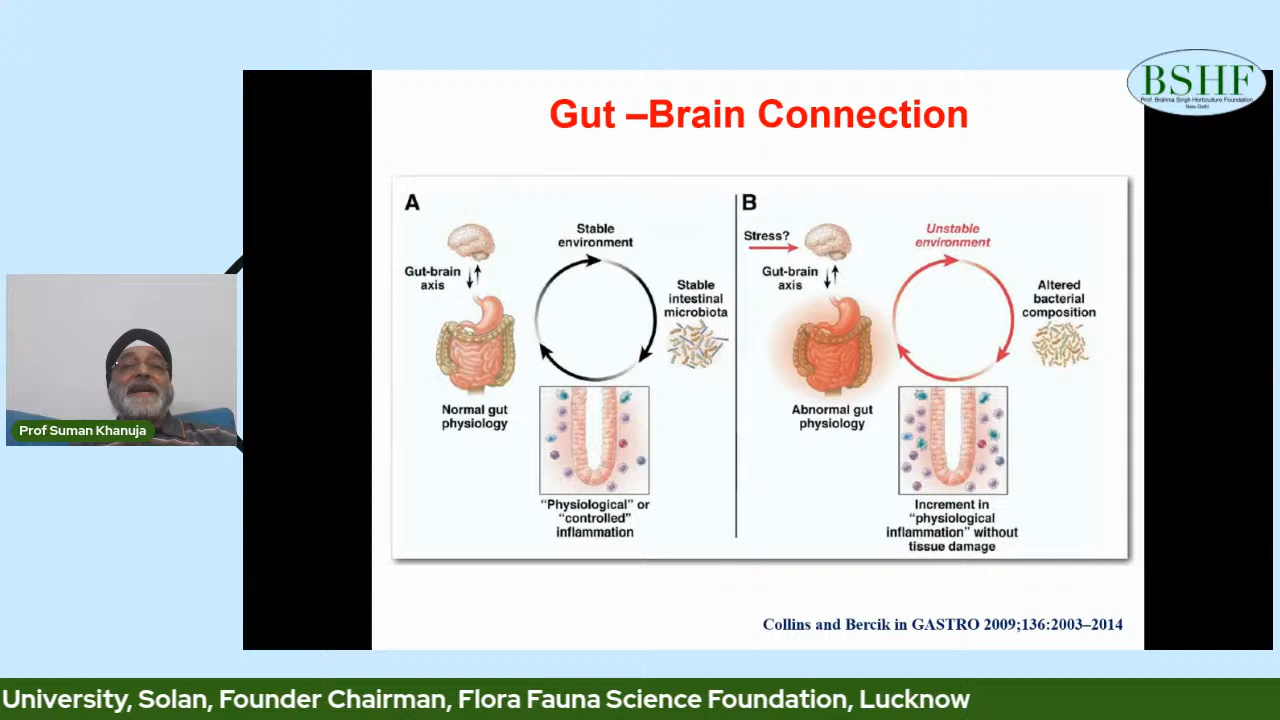 BSHF
Prof. Brahma Singh Horticulture Foundation
New Delhi
Gut –Brain Connection
A
Stable
environment
Gut-brain
axis
Stable
intestinal
microbiota
Normal gut
physiology
“Physiological” or
“controlled”
inflammation
B
Stress?
Unstable
environment
Gut-brain
axis
Altered
bacterial
composition
Abnormal gut
physiology
Increment in
“physiological
inflammation” without
tissue damage
Collins and Bercik in GASTRO 2009;136:2003–2014
Prof Suman Khanuja
University, Solan, Founder Chairman, Flora Fauna Science Foundation, Lucknow